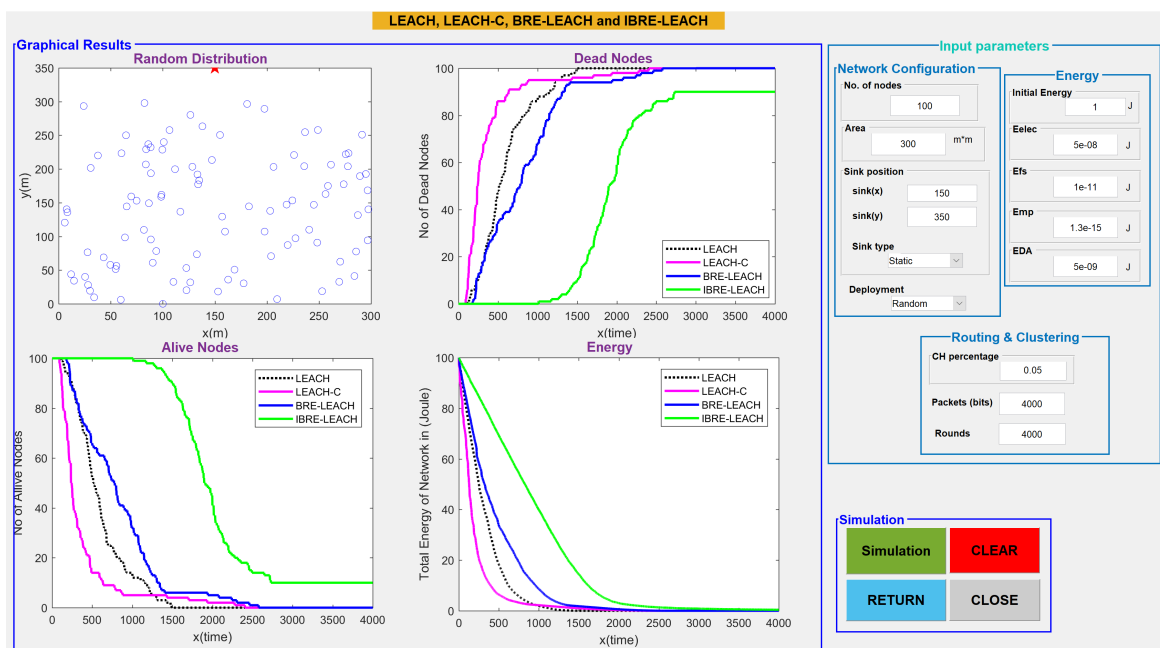 LEACH, LEACH-C, BRE-LEACH and IBRE-LEACH
Graphical Results
Random Distribution
350
300
250
200
150
100
50
0
y(m)
0 50 100 150 200 250 300
x(m)
Dead Nodes
100
80
60
40
20
0
No of Dead Nodes
LEACH
LEACH-C
BRE-LEACH
IBRE-LEACH
0 500 1000 1500 2000 2500 3000 3500 4000
x(time)
Alive Nodes
100
80
60
40
20
0
No of Allive Nodes
LEACH
LEACH-C
BRE-LEACH
IBRE-LEACH
0 500 1000 1500 2000 2500 3000 3500 4000
x(time)
Energy
100
80
60
40
20
0
Total Energy of Network in (Joule)
LEACH
LEACH-C
BRE-LEACH
IBRE-LEACH
0 500 1000 1500 2000 2500 3000 3500 4000
x(time)
Input parameters
Network Configuration
No. of nodes
100
Area
300 m*m
Sink position
sink(x) 150
sink(y) 350
Sink type
Static
Deployment
Random
Energy
Initial Energy
1 J
Eelec
5e-08 J
Efs
1e-11 J
Emp
1.3e-15 J
EDA
5e-09 J
Routing & Clustering
CH percentage
0.05
Packets (bits) 4000
Rounds 4000
Simulation
Simulation CLEAR
RETURN CLOSE